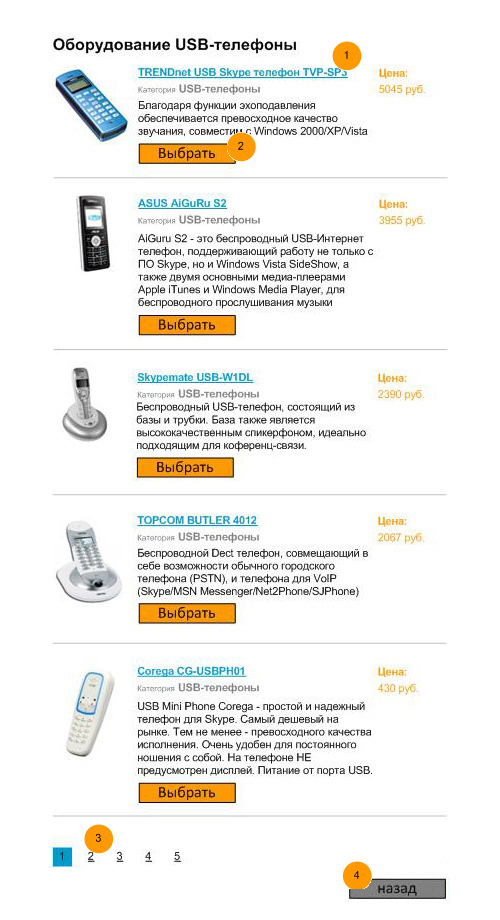 Оборудование USB-телефоны
1
TRENDnet USB Skype телефон TVP-SP3
Цена:
Категория USB-телефоны
5045 руб.
Благодаря функции эхоподавления
обеспечивается превосходное качество
звучания, совместим с Windows 2000/XP/Vista
Выбрать
2
ASUS AiGuRu S2
Цена:
Категория USB-телефоны
3955 руб.
AiGuru S2 - это беспроводный USB-Интернет
телефон, поддерживающий работу не только с
ПО Skype, но и Windows Vista SideShow, а
также двумя основными медиа-плеерами
Apple iTunes и Windows Media Player, для
беспроводного прослушивания музыки
Выбрать
Skypemate USB-W1DL
Цена:
Категория USB-телефоны
2390 руб.
Беспроводный USB-телефон, состоящий из
базы и трубки. База также является
высококачественным спикерфоном, идеально
подходящим для коференц-связи.
Выбрать
TOPCOM BUTLER 4012
Цена:
Категория USB-телефоны
2067 руб.
Беспроводной Dect телефон, совмещающий в
себе возможности обычного городского
телефона (PSTN), и телефона для VoIP
(Skype/MSN Messenger/Net2Phone/SJPhone)
Выбрать
Corega CG-USBPH01
Цена:
Категория USB-телефоны
430 руб.
USB Mini Phone Corega - простой и надежный
телефон для Skype. Самый дешевый на
рынке. Тем не менее - превосходного качества
исполнения. Очень удобен для постоянного
ношения с собой. На телефоне НЕ
предусмотрен дисплей. Питание от порта USB.
Выбрать
3
1 2 3 4 5
4
назад